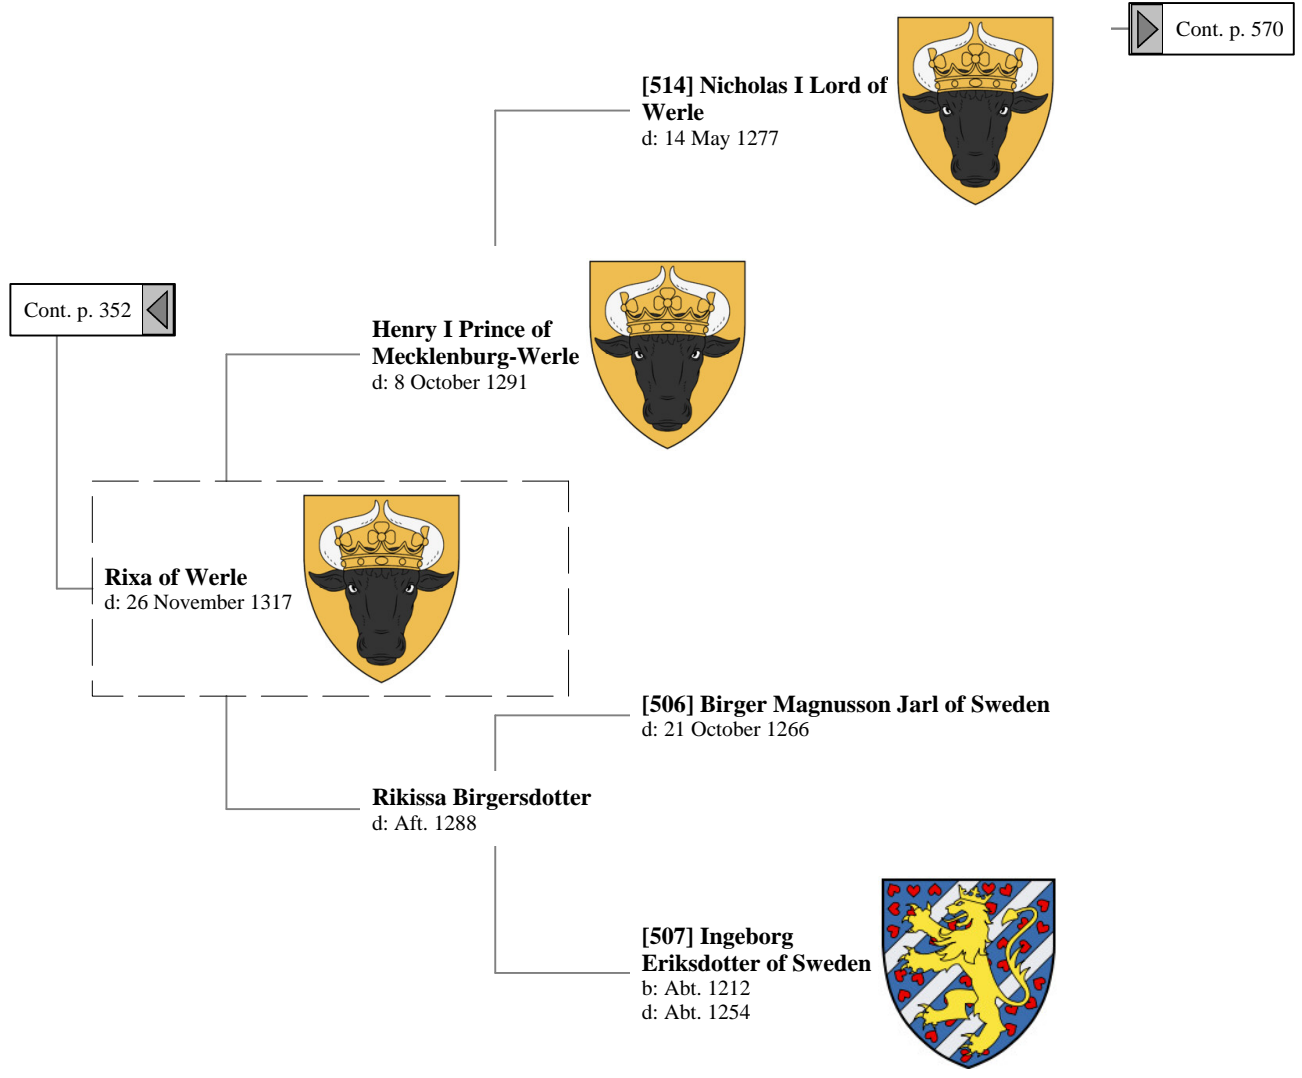 Cont. p. 570
[514] Nicholas I Lord of
Werle
d: 14 May 1277
Cont. p. 352
Henry I Prince of
Mecklenburg-Werle
d: 8 October 1291
Rixa of Werle
d: 26 November 1317
[506] Birger Magnusson Jarl of Sweden
d: 21 October 1266
Rikissa Birgersdotter
d: Aft. 1288
[507] Ingeborg
Eriksdotter of Sweden
b: Abt. 1212
d: Abt. 1254